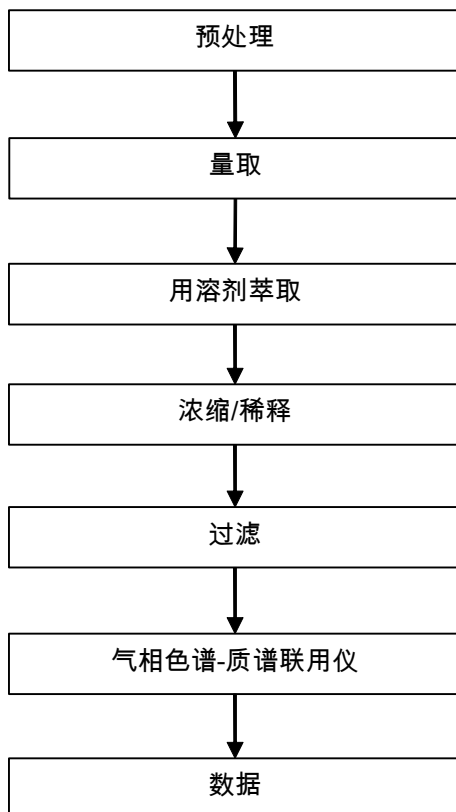 预处理
量取
用溶剂萃取
浓缩/稀释
过滤
气相色谱-质谱联用仪
数据